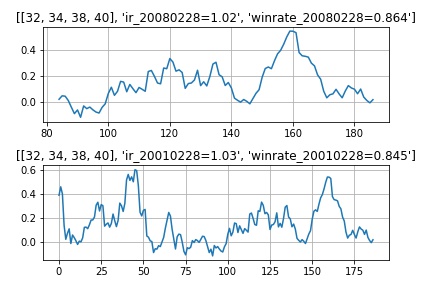 [[32, 34, 38, 40], 'ir_20080228=1.02', 'winrate_20080228=0.864']
0.4
0.2
0.0
80 100 120 140 160 180
[[32, 34, 38, 40], 'ir_20010228=1.03', 'winrate_20010228=0.845']
0.6
0.4
0.2
0.0
0 25 50 75 100 125 150 175